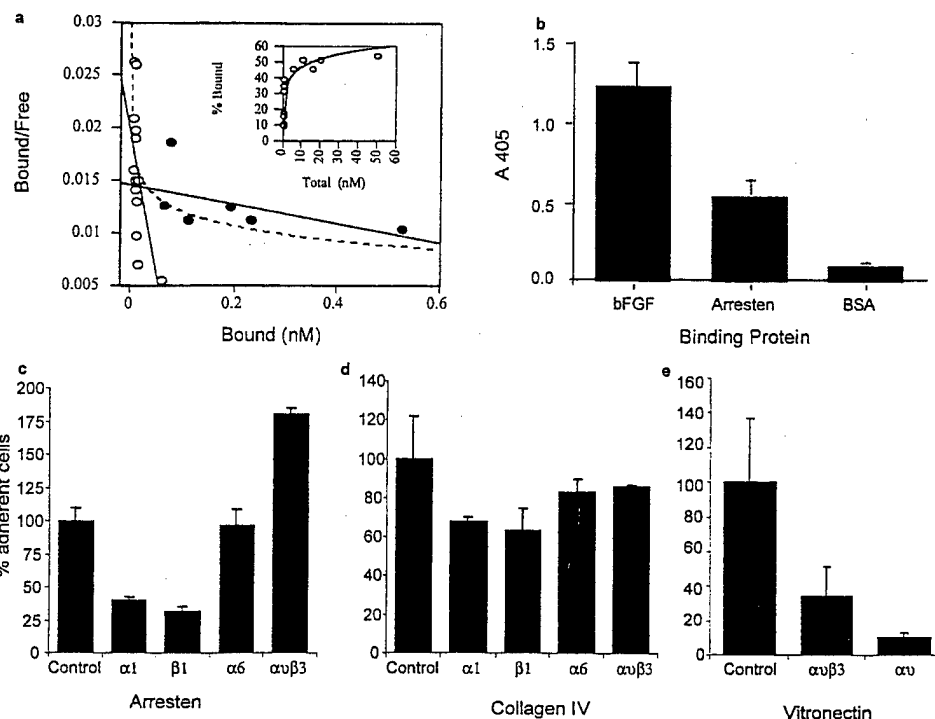 a
0.03
0.025
0.02
0.015
0.01
0.005
0
0.2
0.4
0.6
Bound/Free
Bound (nM)
60
50
40
30
20
10
0
% Bound
0
10
20
30
40
50
60
Total (nM)
b
1.5
1.0
0.5
0.0
A 405
bFGF
Arresten
BSA
Binding Protein
c
200
175
150
125
100
75
50
25
0
% adherent cells
Control
α1
β1
α6
αυβ3
Arresten
d
140
120
100
80
60
40
20
0
Control
α1
β1
α6
αυβ3
Collagen IV
e
160
140
120
100
80
60
40
20
0
Control
αυβ3
αυ
Vitronectin